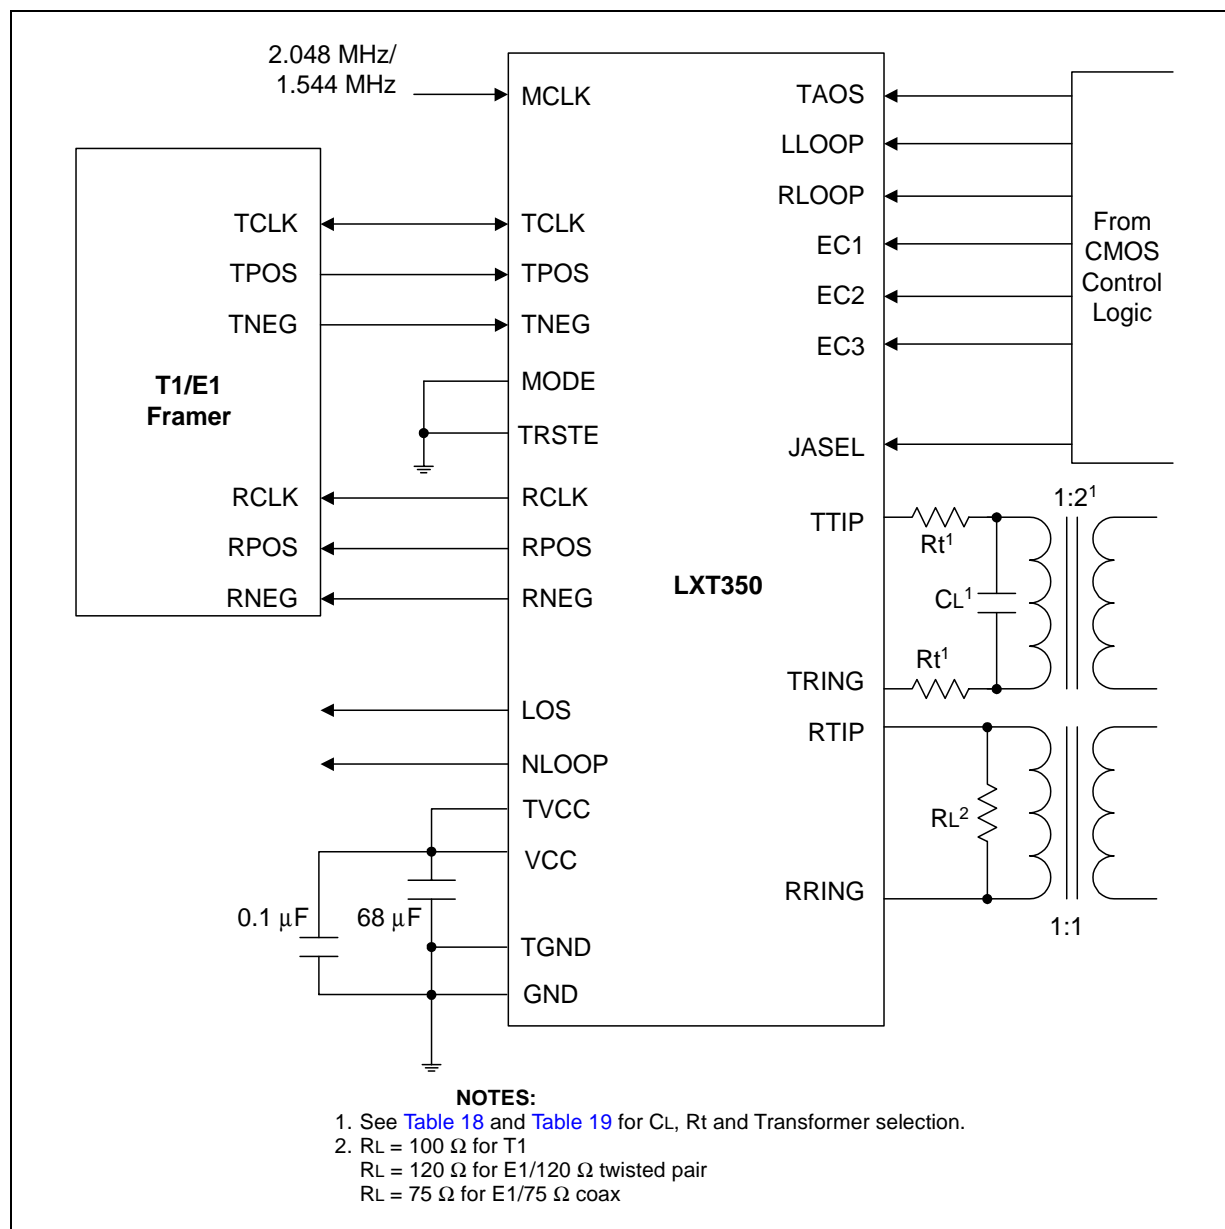 2.048 MHz/
1.544 MHz
MCLK
TCLK
TPOS
TNEG
T1/E1
Framer
RCLK
RPOS
RNEG
TCLK
TPOS
TNEG
MODE
TRSTE
RCLK
RPOS
RNEG
LOS
NLOOP
TVCC
VCC
TGND
GND
0.1 μF
68 μF
LXT350
TAOS
LLOOP
RLOOP
EC1
EC2
EC3
JASEL
TTIP
TRING
RTIP
RRING
From
CMOS
Control
Logic
1:2¹
Rt¹
CL¹
Rt¹
RL²
1:1
NOTES:
1. See Table 18 and Table 19 for CL, Rt and Transformer selection.
2. RL = 100 Ω for T1
RL = 120 Ω for E1/120 Ω twisted pair
RL = 75 Ω for E1/75 Ω coax